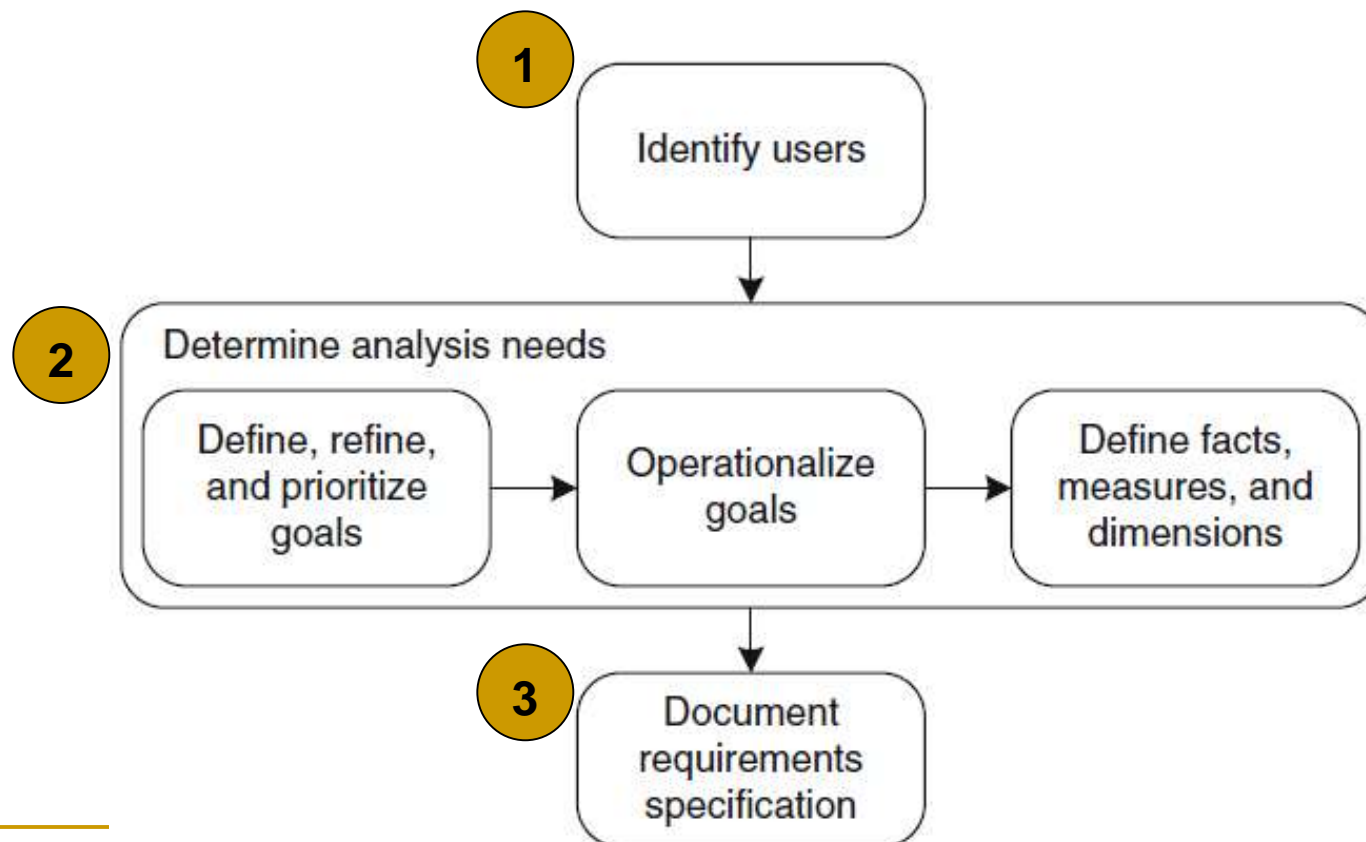 1
Identify users
2
Determine analysis needs
Define, refine,
and prioritize
goals
Operationalize
goals
Define facts,
measures, and
dimensions
3
Document
requirements
specification